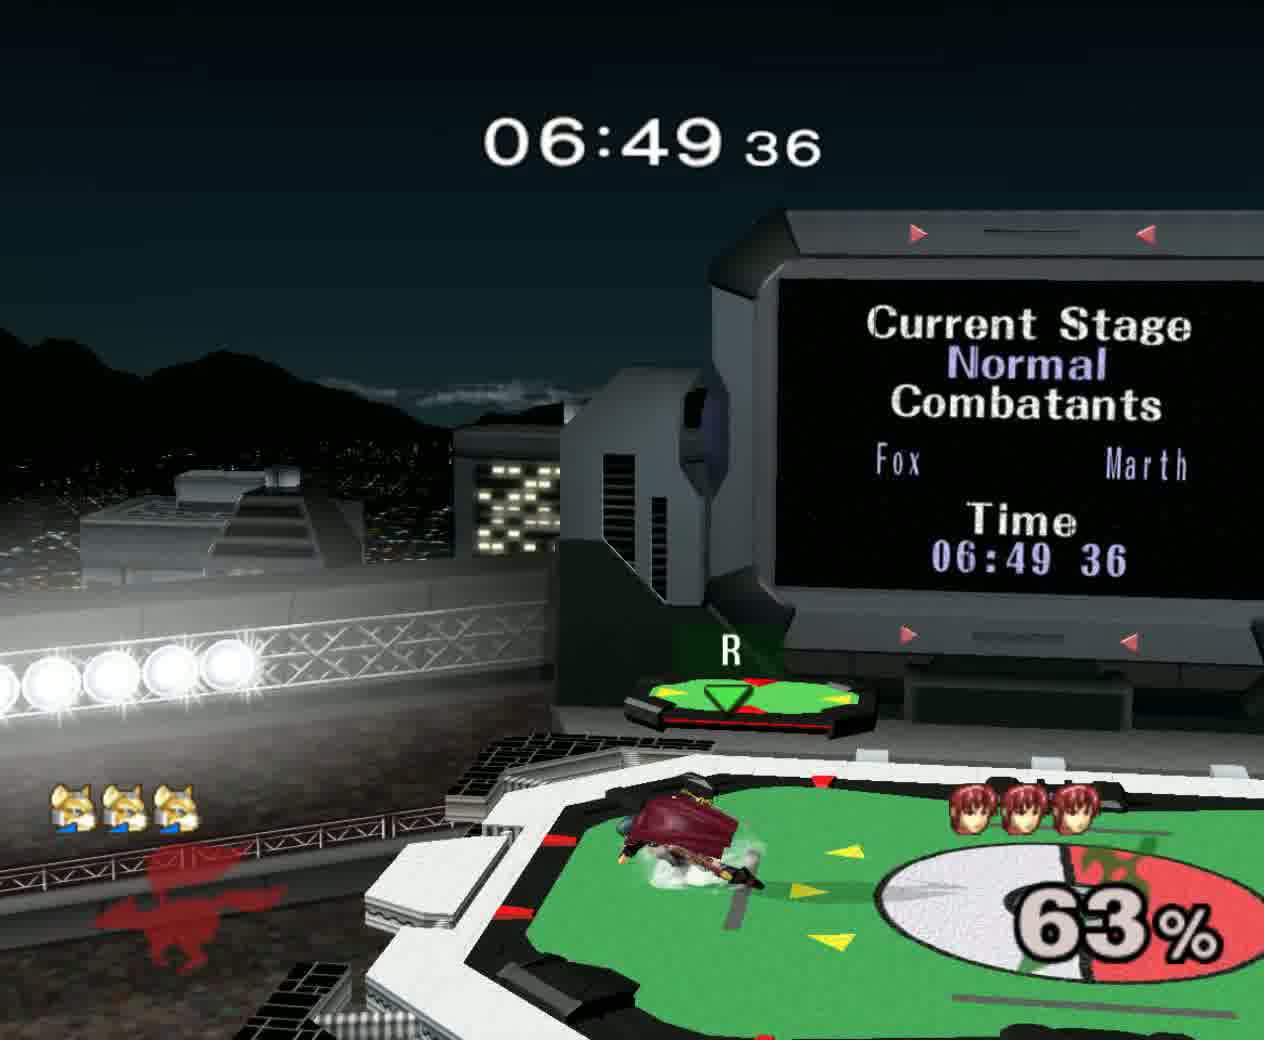 06:49 36
Current Stage
Normal
Combatants
Fox Marth
Time
06:49 36
R
63%